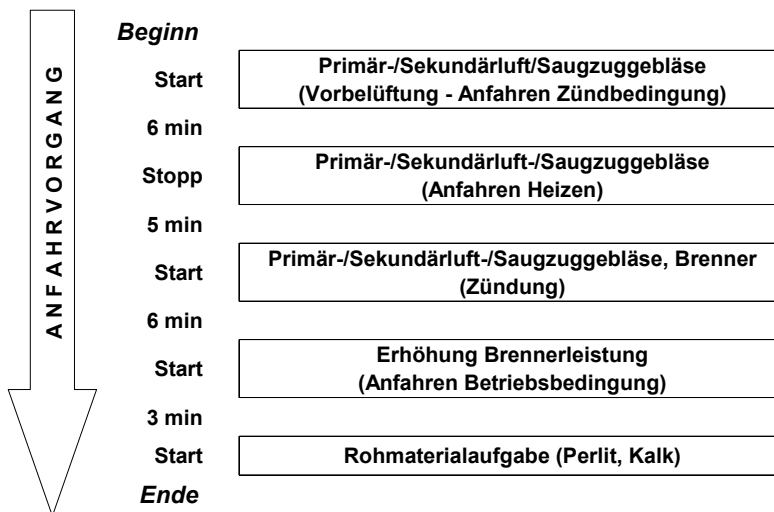 ANFAHRVORGANG
Beginn
Start
Primär-/Sekundärluft/Saugzuggebläse
(Vorbelüftung - Anfahren Zündbedingung)
6 min
Stopp
Primär-/Sekundärluft-/Saugzuggebläse
(Anfahren Heizen)
5 min
Start
Primär-/Sekundärluft-/Saugzuggebläse, Brenner
(Zündung)
6 min
Start
Erhöhung Brennerleistung
(Anfahren Betriebsbedingung)
3 min
Start
Rohmaterialaufgabe (Perlit, Kalk)
Ende